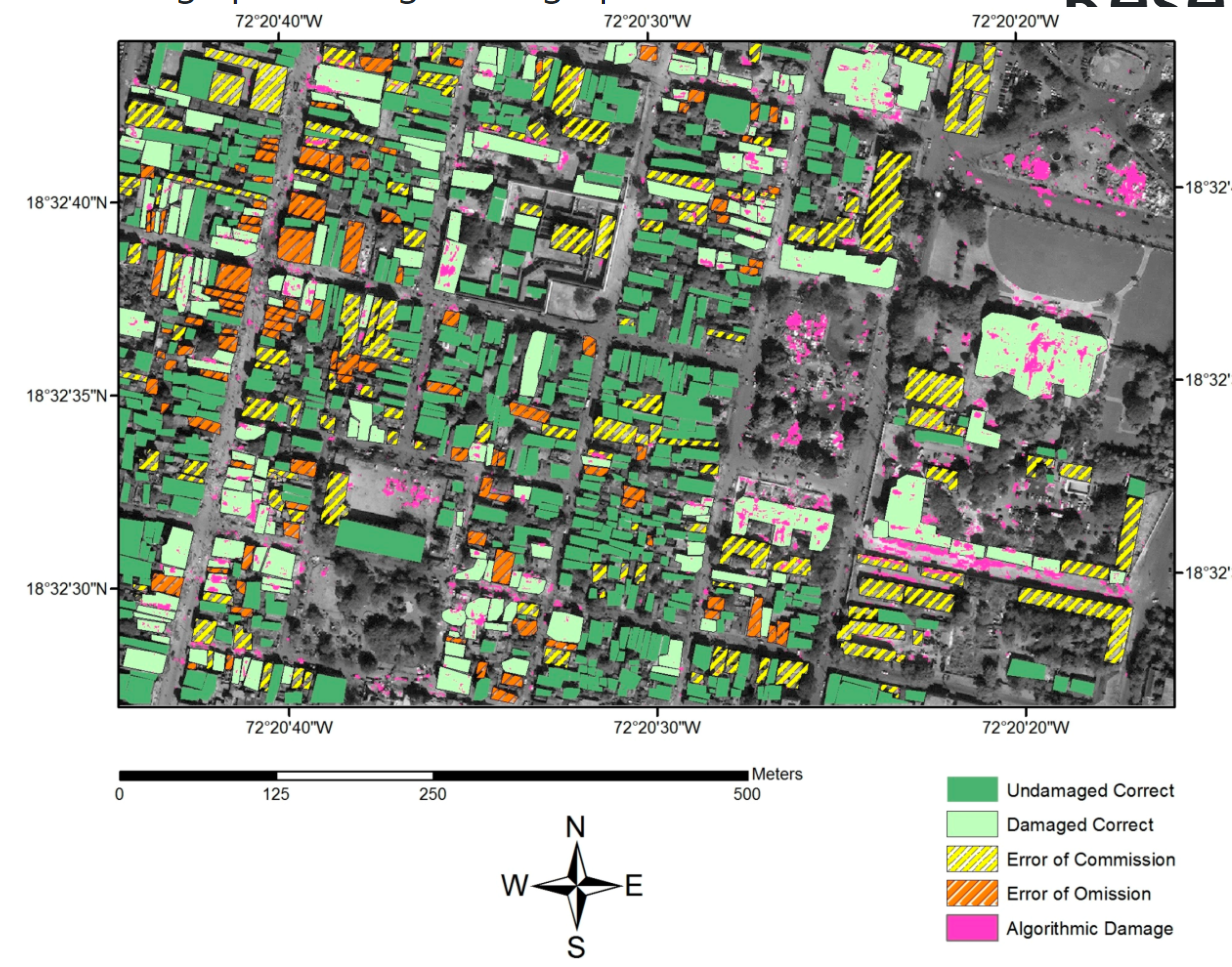 72°20'40"W 72°20'30"W 72°20'20"W
18°32'40"N 18°32'
18°32'35"N 18°32'
18°32'30"N 18°32'
72°20'40"W 72°20'30"W 72°20'20"W
Meters
0 125 250 500
Undamaged Correct
Damaged Correct
Error of Commission
Error of Omission
Algorithmic Damage
N
W E
S